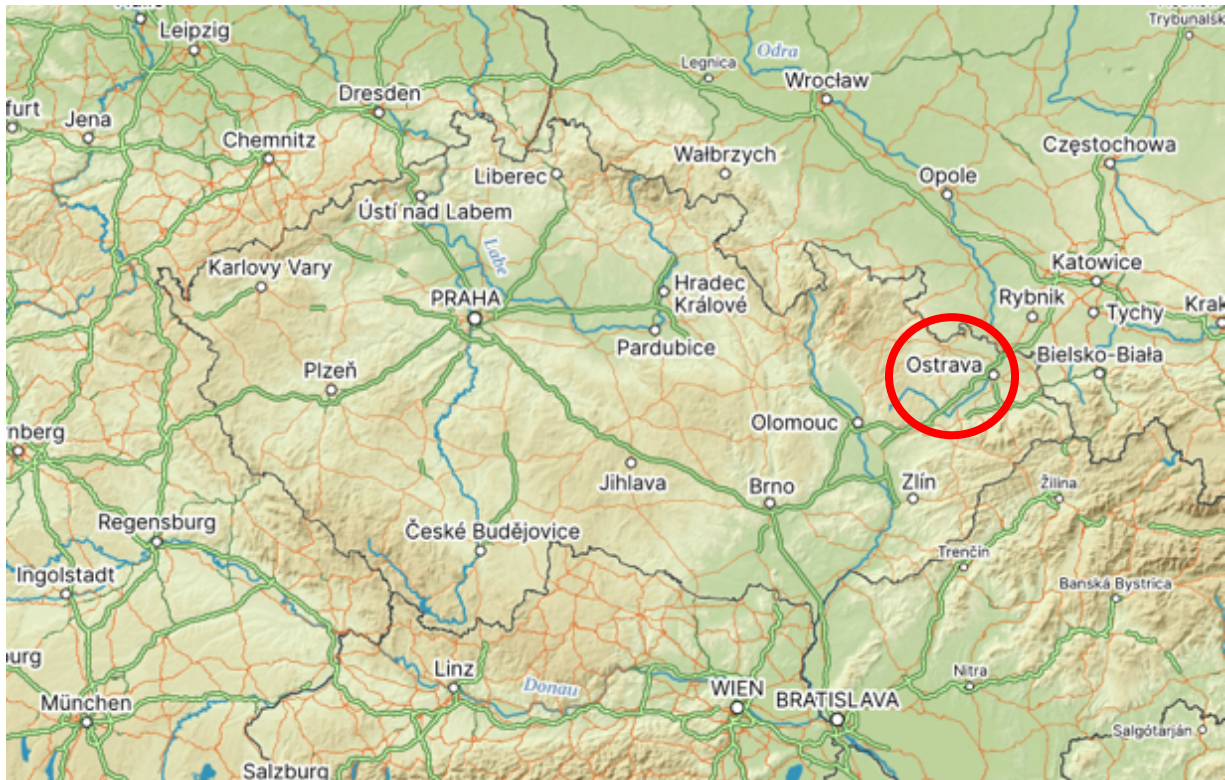 Leipzig
Legnica
Odra
Trybunalsk
Wrocław
Dresden
furt
Jena
Chemnitz
Częstochowa
Wałbrzych
Liberec
Opole
Ústí nad Labem
Labe
Karlovy Vary
Katowice
Hradec
Králové
PRAHA
Rybnik
Tychy
Krak
Pardubice
Ostrava
Bielsko-Biała
Plzeň
Olomouc
rnberg
Jihlava
Brno
Zlín
Žilina
Regensburg
České Budějovice
Trenčín
Ingolstadt
Banská Bystrica
burg
Linz
Donau
WIEN
Nitra
München
BRATISLAVA
Salgótarján
Salzburg